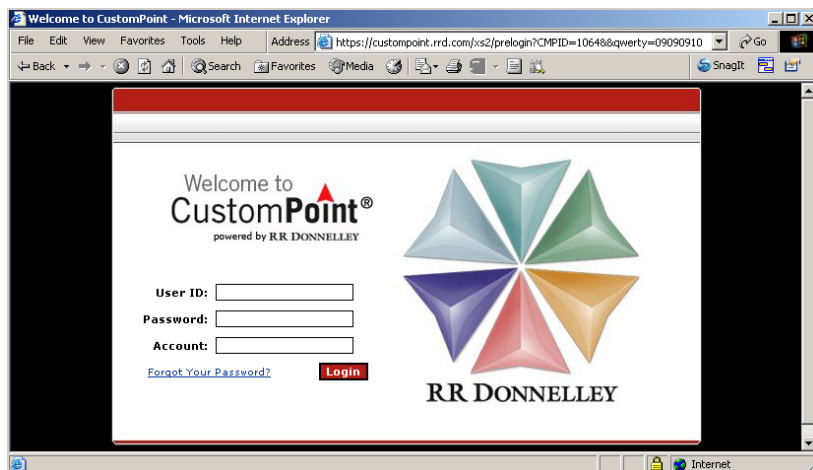 Welcome to CustomPoint - Microsoft Internet Explorer
File Edit View Favorites Tools Help Address https://custompoint.rrd.com/xs2/prelogin?CMPID=1064&&qwerty=09090910 Go
Back Search Favorites Media SnagIt
Welcome to
CustomPoint®
powered by RR DONNELLEY
User ID:
Password:
Account:
Forgot Your Password? Login
RR DONNELLEY
Internet